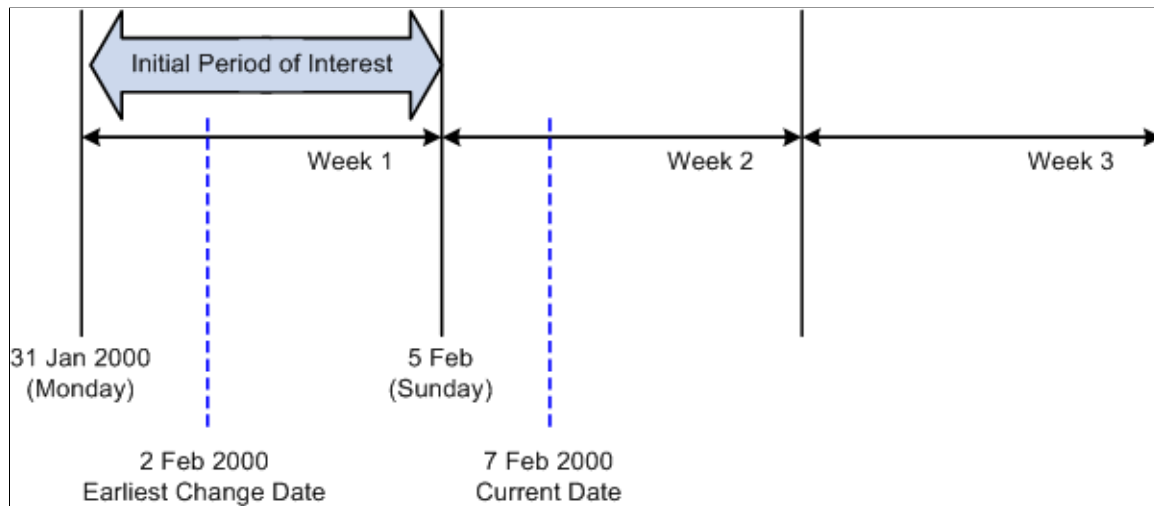 Initial Period of Interest
Week 1
Week 2
Week 3
31 Jan 2000
(Monday)
5 Feb
(Sunday)
2 Feb 2000
Earliest Change Date
7 Feb 2000
Current Date